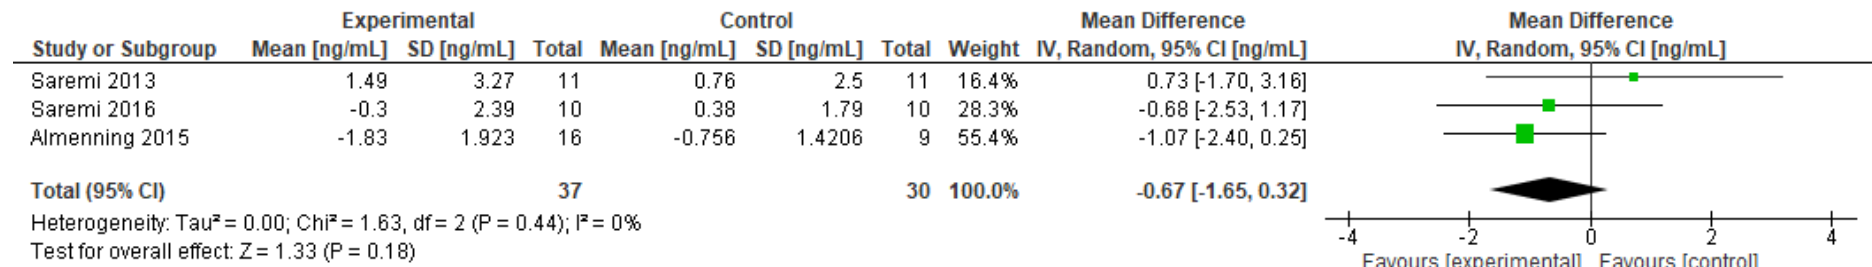 Experimental Control Mean Difference Mean Difference
Study or Subgroup Mean [ng/mL] SD [ng/mL] Total Mean [ng/mL] SD [ng/mL] Total Weight IV, Random, 95% CI [ng/mL] IV, Random, 95% CI [ng/mL]
Saremi 2013 1.49 3.27 11 0.76 2.5 11 16.4% 0.73 [-1.70, 3.16]
Saremi 2016 -0.3 2.39 10 0.38 1.79 10 28.3% -0.68 [-2.53, 1.17]
Almenning 2015 -1.83 1.923 16 -0.756 1.4206 9 55.4% -1.07 [-2.40, 0.25]
Total (95% CI) 37 30 100.0% -0.67 [-1.65, 0.32]
Heterogeneity: Tau² = 0.00; Chi² = 1.63, df = 2 (P = 0.44); I² = 0%
Test for overall effect: Z = 1.33 (P = 0.18)
-4 -2 0 2 4
Favours [experimental] Favours [control]